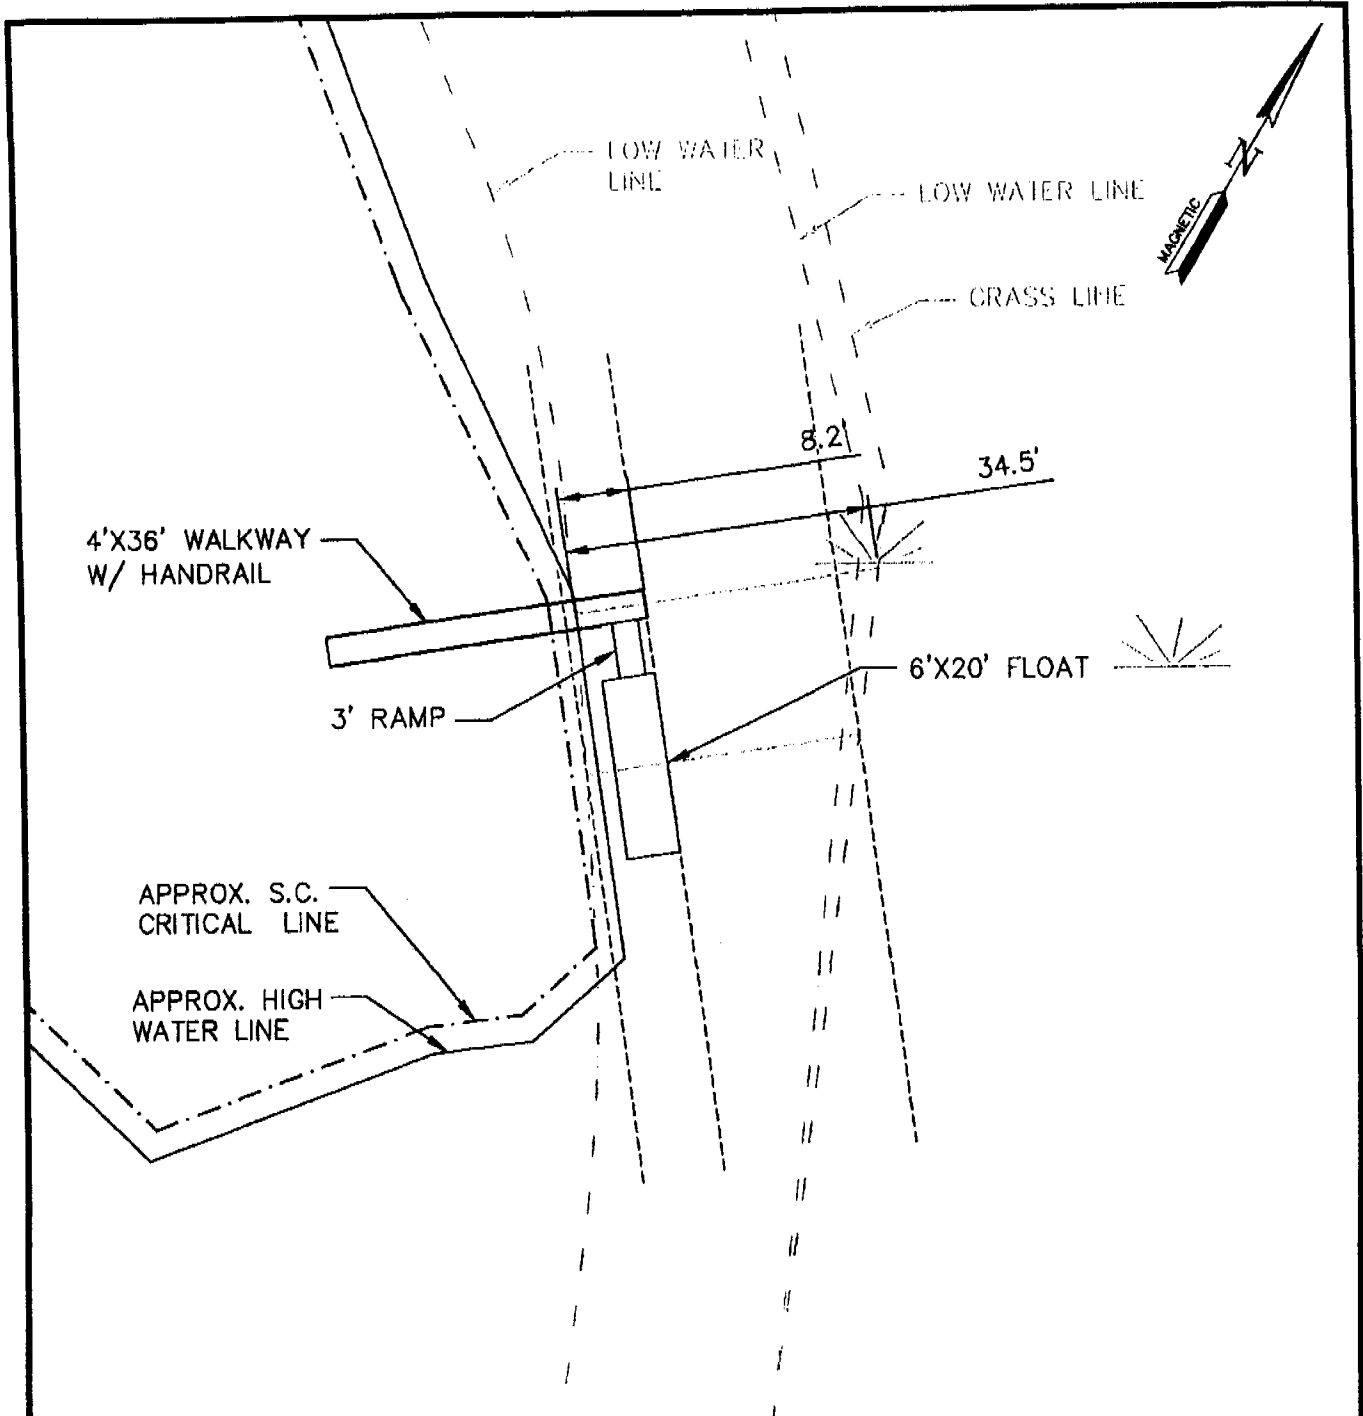 LOW WATER
LINE
LOW WATER LINE
N
MAGNETIC
GRASS LINE
8.2'
34.5'
4'X36' WALKWAY
W/ HANDRAIL
6'X20' FLOAT
3' RAMP
APPROX. S.C.
CRITICAL LINE
APPROX. HIGH
WATER LINE